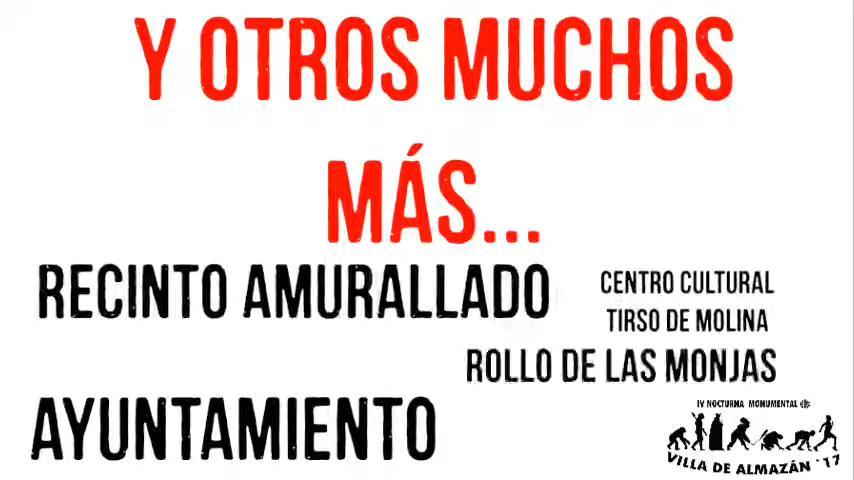 Y OTROS MUCHOS
MÁS...
RECINTO AMURALLADO
CENTRO CULTURAL
TIRSO DE MOLINA
ROLLO DE LAS MONJAS
AYUNTAMIENTO
IV NOCTURNA MONUMENTAL
VILLA DE ALMAZÁN '17